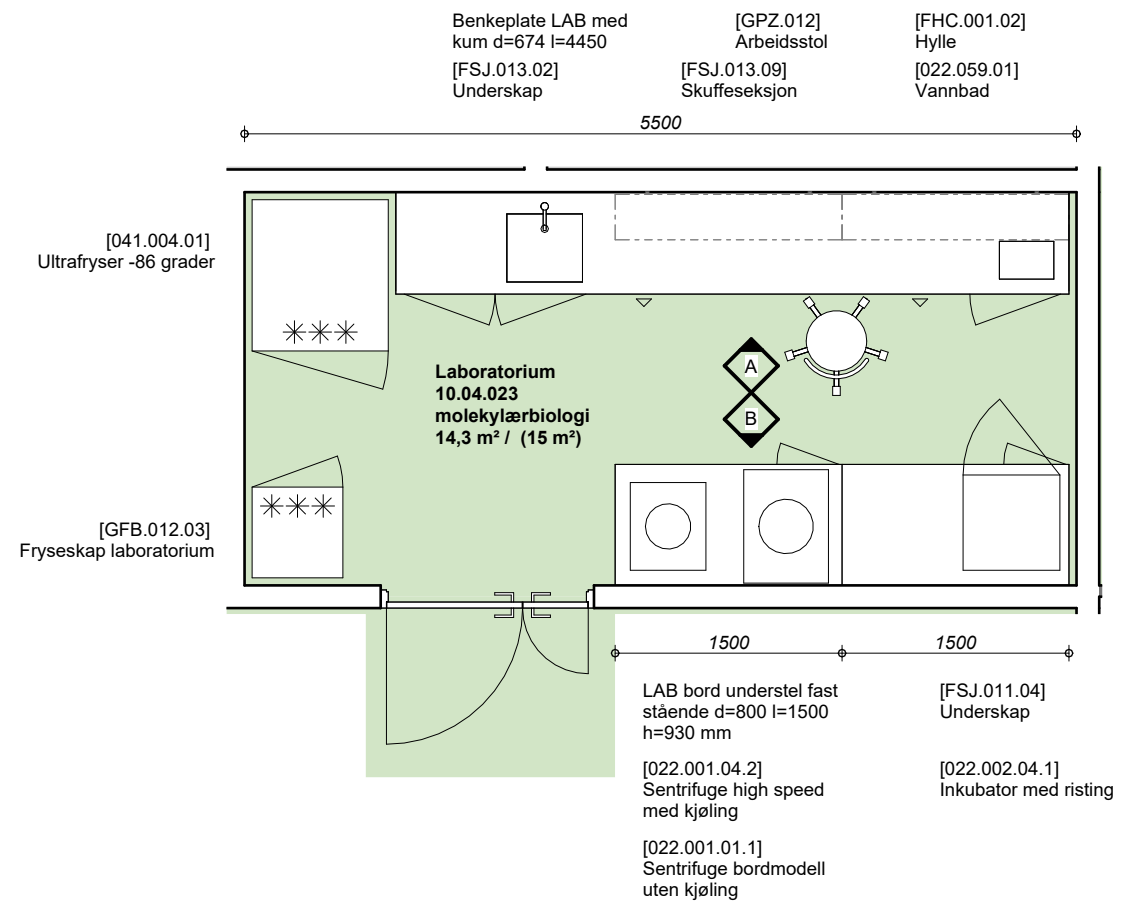 Benkeplate LAB med
kum d=674 l=4450
[FSJ.013.02]
Underskap
[GPZ.012]
Arbeidsstol
[FSJ.013.09]
Skuffeseksjon
[FHC.001.02]
Hylle
[022.059.01]
Vannbad
5500
[041.004.01]
Ultrafryser -86 grader
Laboratorium
10.04.023
molekylærbiologi
14,3 m² / (15 m²)
A
B
[GFB.012.03]
Fryseskap laboratorium
1500
1500
LAB bord understel fast
stående d=800 l=1500
h=930 mm
[022.001.04.2]
Sentrifuge high speed
med kjøling
[022.001.01.1]
Sentrifuge bordmodell
uten kjøling
[FSJ.011.04]
Underskap
[022.002.04.1]
Inkubator med risting